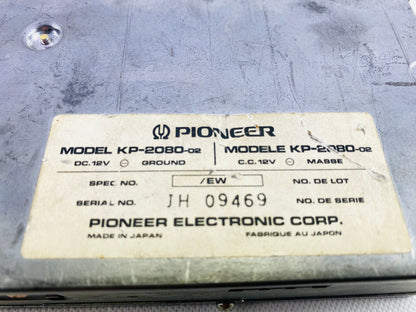 PIONEER
MODEL KP-2080-02 MODELE KP-2080-02
DC.12V ⊖ GROUND C.C.12V ⊖ MASSE
SPEC NO. /EW NO. DE LOT
SERIAL NO. JH 09469 NO. DE SERIE
PIONEER ELECTRONIC CORP.
MADE IN JAPAN FABRIQUE AU JAPON